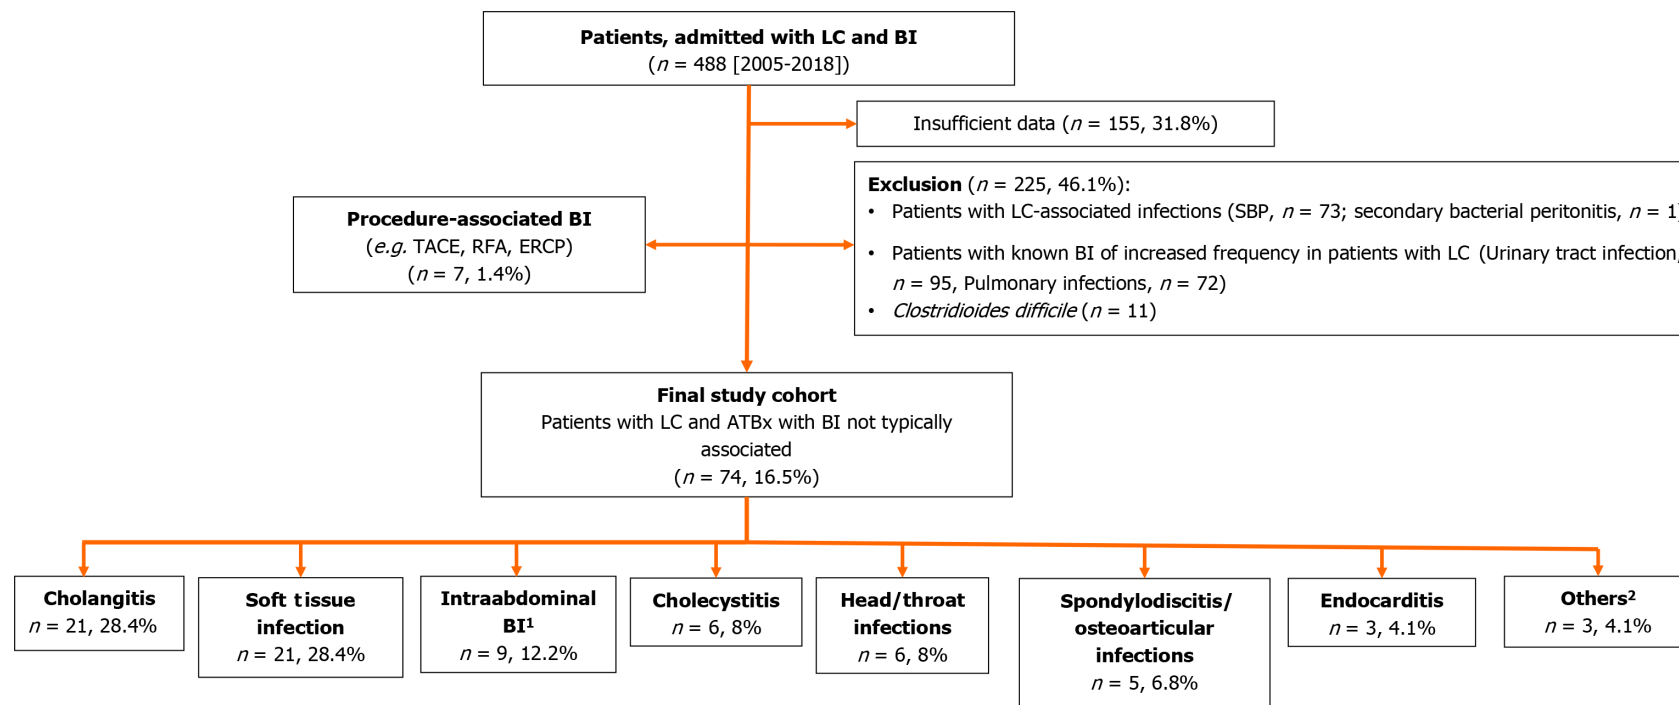 Patients, admitted with LC and BI
(n = 488 [2005-2018])
Insufficient data (n = 155, 31.8%)
Exclusion (n = 225, 46.1%):
• Patients with LC-associated infections (SBP, n = 73; secondary bacterial peritonitis, n = 1)
• Patients with known BI of increased frequency in patients with LC (Urinary tract infection,
n = 95, Pulmonary infections, n = 72)
• Clostridioides difficile (n = 11)
Procedure-associated BI
(e.g. TACE, RFA, ERCP)
(n = 7, 1.4%)
Final study cohort
Patients with LC and ATBx with BI not typically
associated
(n = 74, 16.5%)
Cholangitis
n = 21, 28.4%
Soft tissue
infection
n = 21, 28.4%
Intraabdominal
BI¹
n = 9, 12.2%
Cholecystitis
n = 6, 8%
Head/throat
infections
n = 6, 8%
Spondylodiscitis/
osteoarticular
infections
n = 5, 6.8%
Endocarditis
n = 3, 4.1%
Others²
n = 3, 4.1%